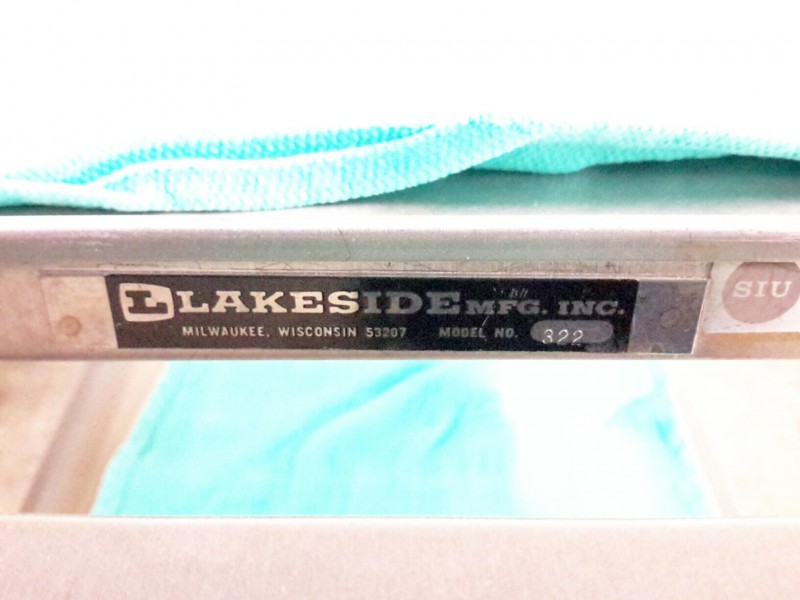 L LAKESIDE MFG. INC.
MILWAUKEE, WISCONSIN 53207 MODEL NO. 322
SIU